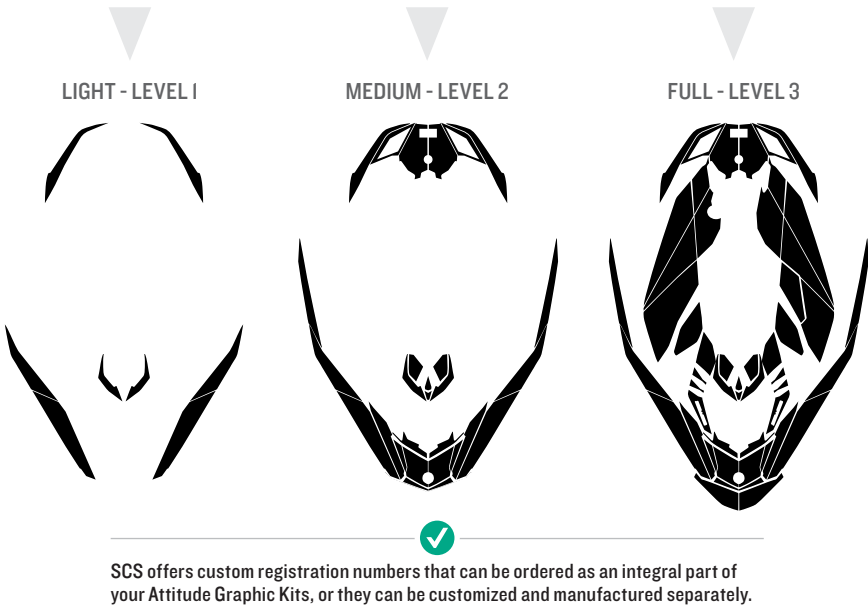 LIGHT - LEVEL 1
MEDIUM - LEVEL 2
FULL - LEVEL 3
SCS offers custom registration numbers that can be ordered as an integral part of
your Attitude Graphic Kits, or they can be customized and manufactured separately.